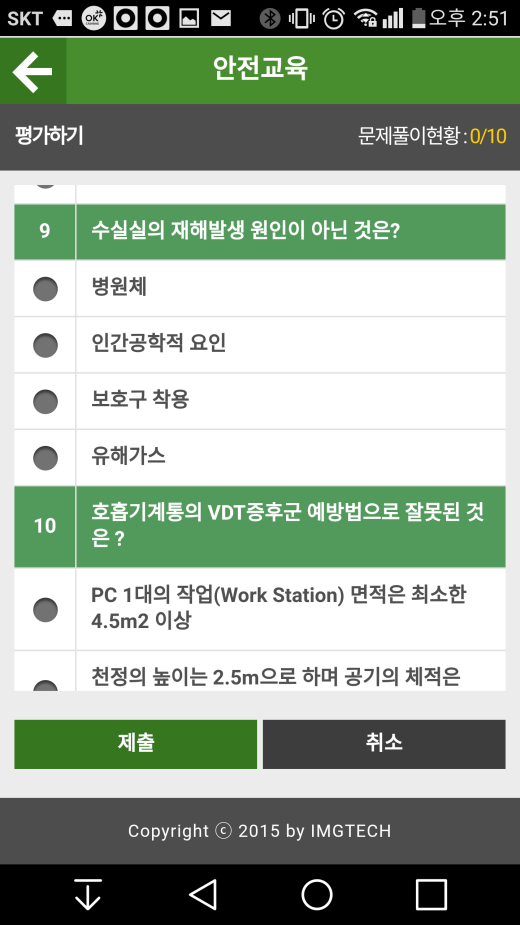 SKT
OK
오후 2:51
안전교육
평가하기
문제풀이현황 : 0/10
9
수실실의 재해발생 원인이 아닌 것은?
병원체
인간공학적 요인
보호구 착용
유해가스
10
호흡기계통의 VDT증후군 예방법으로 잘못된 것
은 ?
PC 1대의 작업(Work Station) 면적은 최소한
4.5m2 이상
천정의 높이는 2.5m으로 하며 공기의 체적은
제출
취소
Copyright ⓒ 2015 by IMGTECH